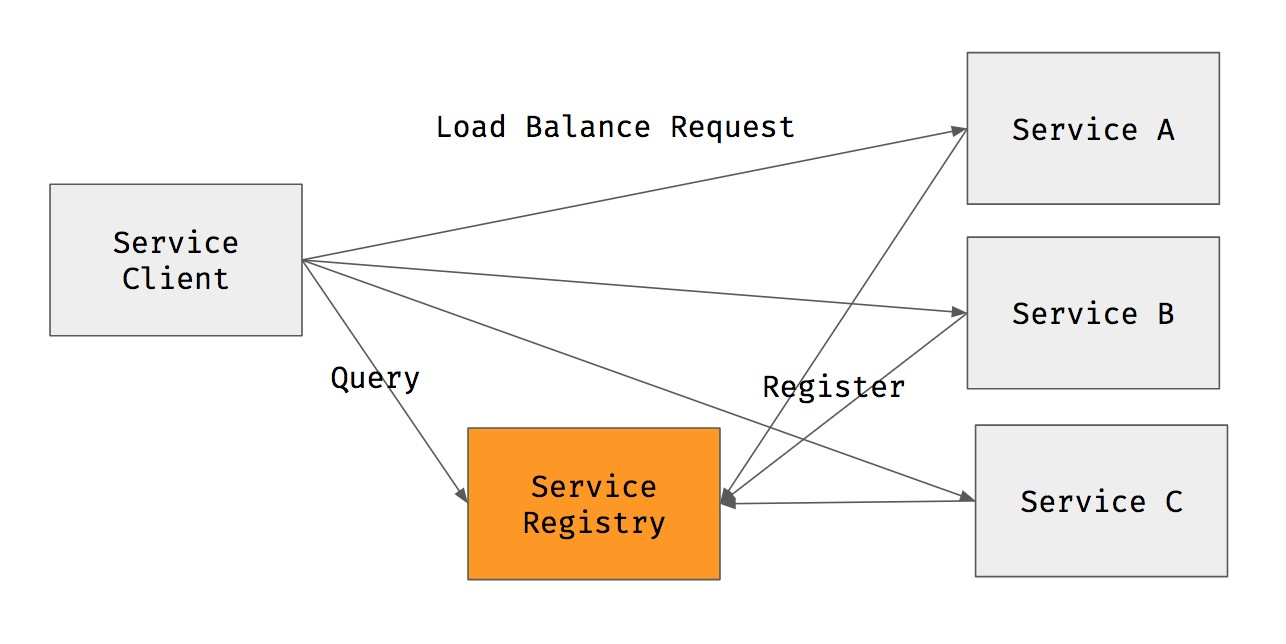 Load Balance Request
Service A
Service
Client
Service B
Query
Register
Service
Registry
Service C